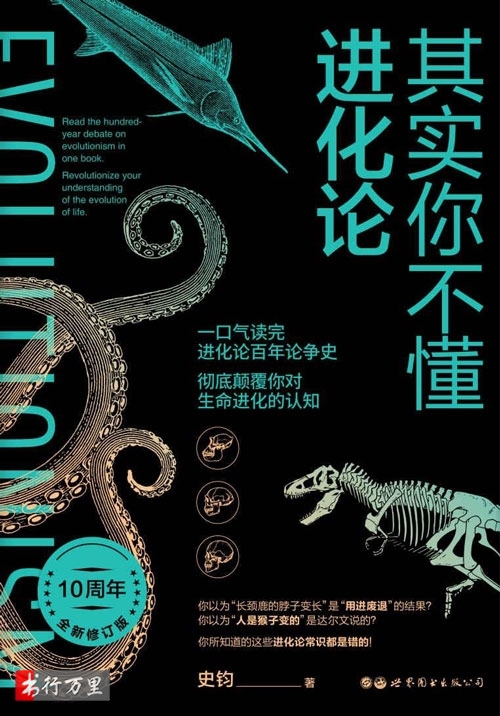 其实你不懂
进化论
EVOLUTIONISM
Read the hundred-
year debate on
evolutionism in
one book.
Revolutionize your
understanding
of the evolution
of life.
一口气读完
进化论百年论争史
彻底颠覆你对
生命进化的认知
10周年
全新修订版
你以为“长颈鹿的脖子变长”是“用进废退”的结果?
你以为“人是猴子变的”是达尔文说的?
你所知道的这些进化论常识都是错的!
史钧 著
世界图书出版公司
书行万里